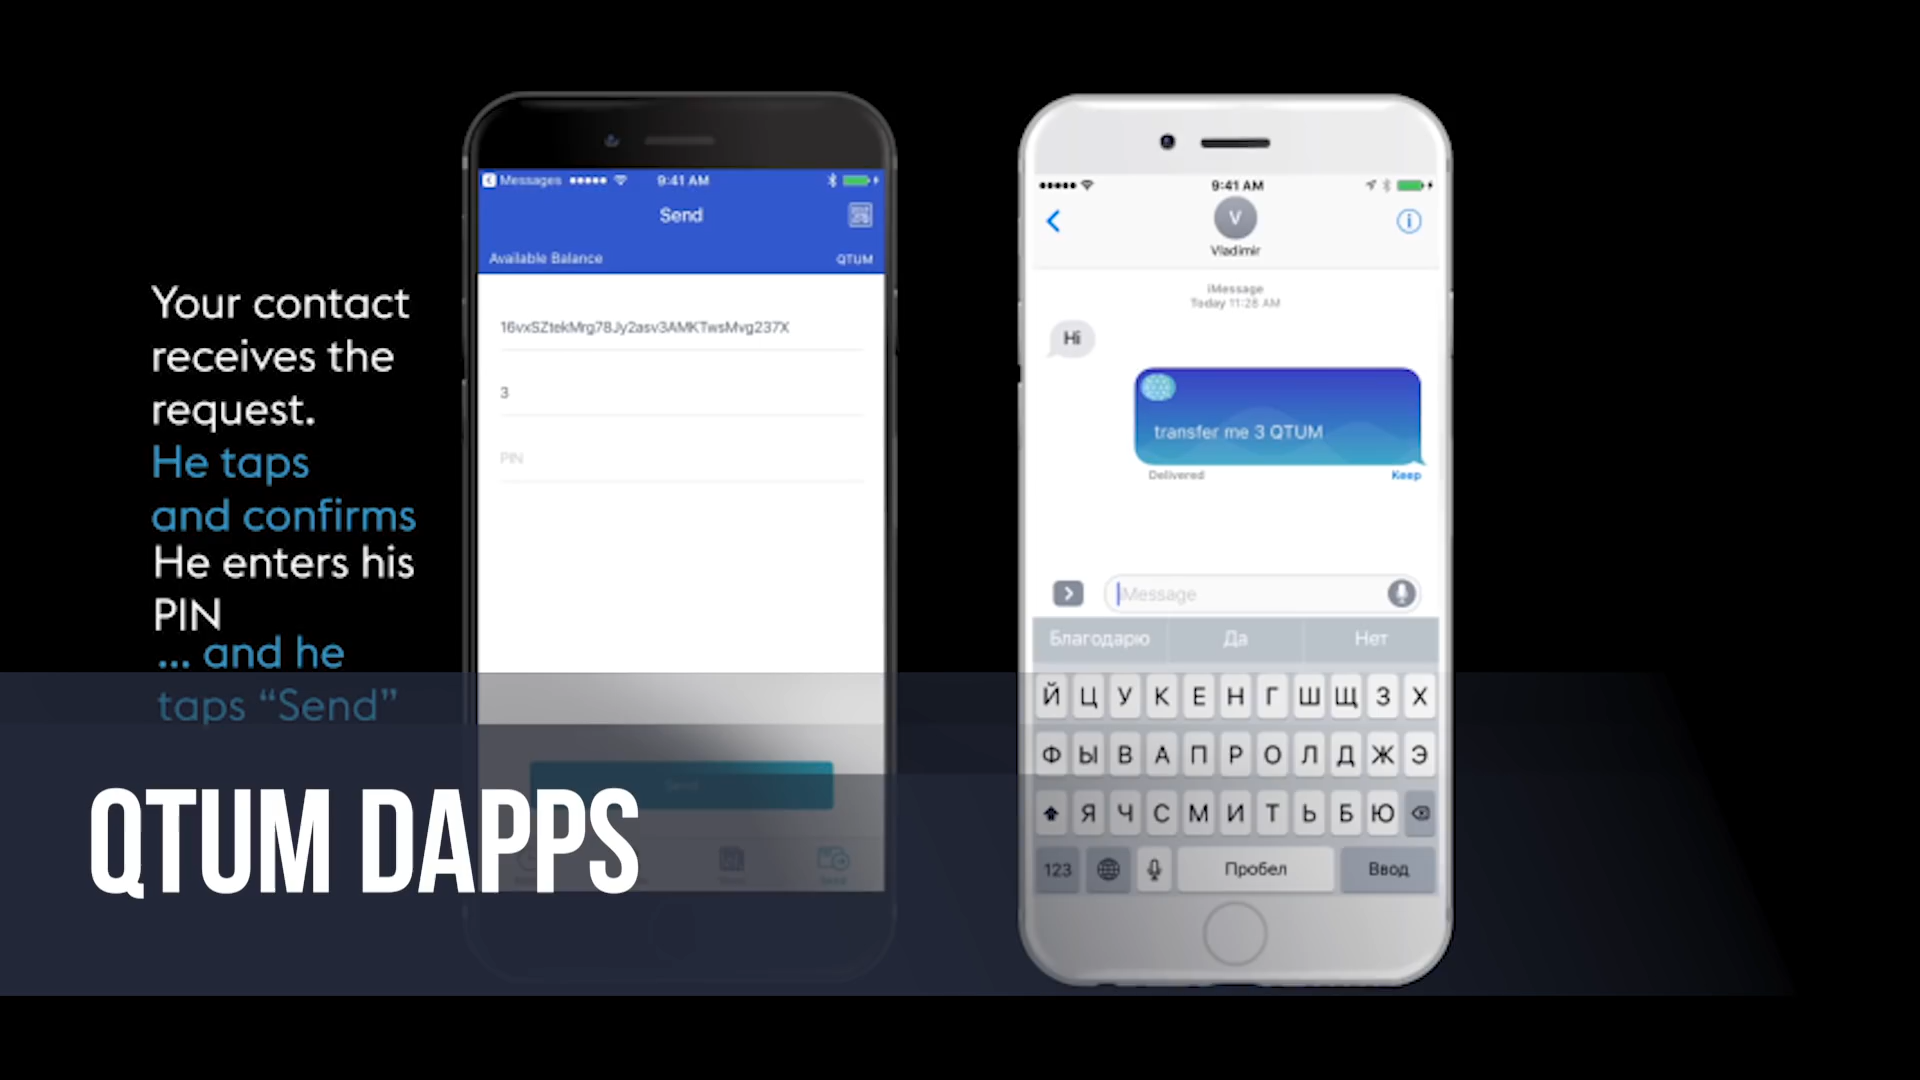 Your contact
receives the
request.
He taps
and confirms
He enters his
PIN
... and he
taps “Send”
Messages
9:41 AM
Send
Available Balance
QTUM
16vxSZtekMrg78Jy2asv3AMKTwsMvg237X
3
PIN
Send
9:41 AM
V
Vladimir
iMessage
Today 11:28 AM
Hi
transfer me 3 QTUM
Delivered
Keep
iMessage
Благодарю
Да
Нет
Й Ц У К Е Н Г Ш Щ З Х
Ф Ы В А П Р О Л Д Ж Э
Я Ч С М И Т Ь Б Ю
123
Пробел
Ввод
QTUM DAPPS